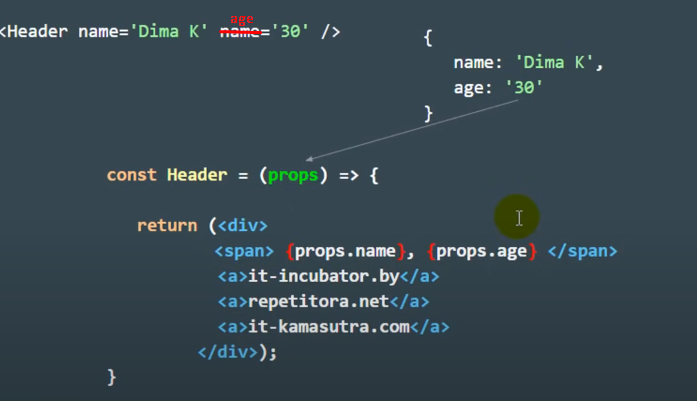 age
<Header name='Dima K' name='30' />
{
name: 'Dima K',
age: '30'
}
const Header = (props) => {
return (<div>
<span> {props.name}, {props.age} </span>
<a>it-incubator.by</a>
<a>repetitora.net</a>
<a>it-kamasutra.com</a>
</div>);
}